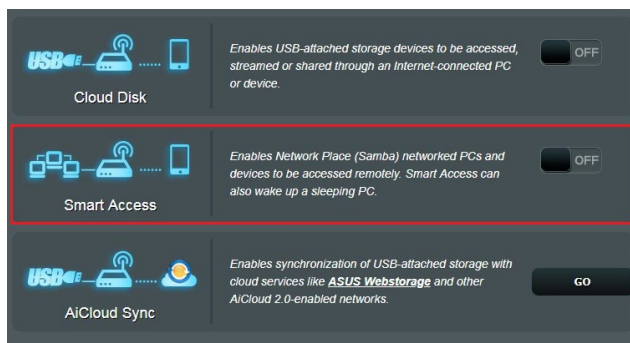 Enables USB-attached storage devices to be accessed,
streamed or shared through an Internet-connected PC
or device.
OFF
USB
Cloud Disk
Enables Network Place (Samba) networked PCs and
devices to be accessed remotely. Smart Access can
also wake up a sleeping PC.
OFF
Smart Access
Enables synchronization of USB-attached storage with
cloud services like ASUS Webstorage and other
AiCloud 2.0-enabled networks.
GO
USB
AiCloud Sync